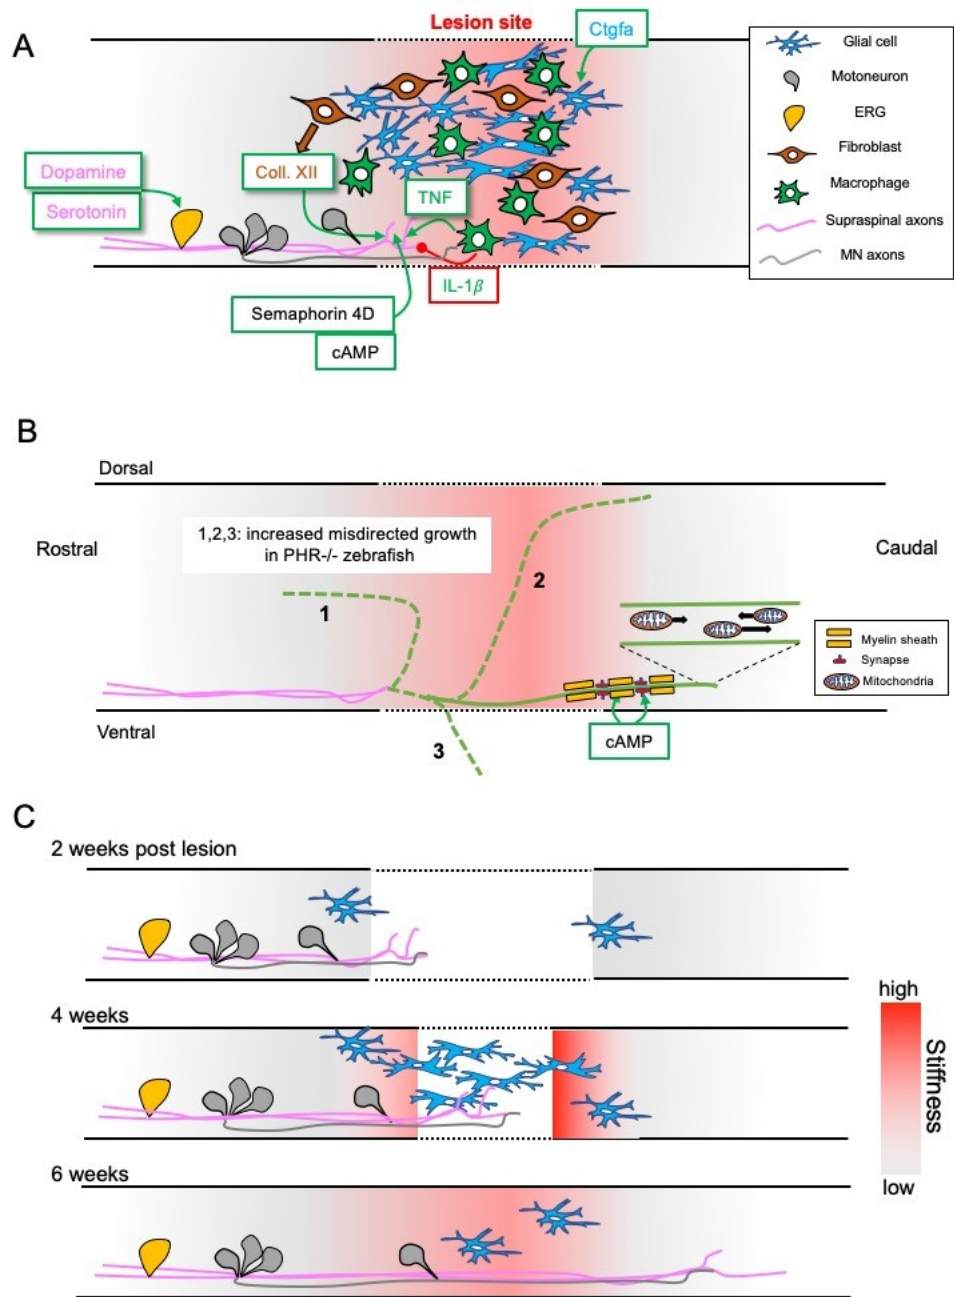 A
Lesion site
Ctgfa
Glial cell
Motoneuron
ERG
Fibroblast
Macrophage
Supraspinal axons
MN axons
Dopamine
Serotonin
Coll. XII
TNF
IL-1β
Semaphorin 4D
cAMP
B
Dorsal
1,2,3: increased misdirected growth
in PHR-/- zebrafish
Rostral
Caudal
1
2
3
Myelin sheath
Synapse
Mitochondria
cAMP
Ventral
C
2 weeks post lesion
4 weeks
6 weeks
high
Stiffness
low